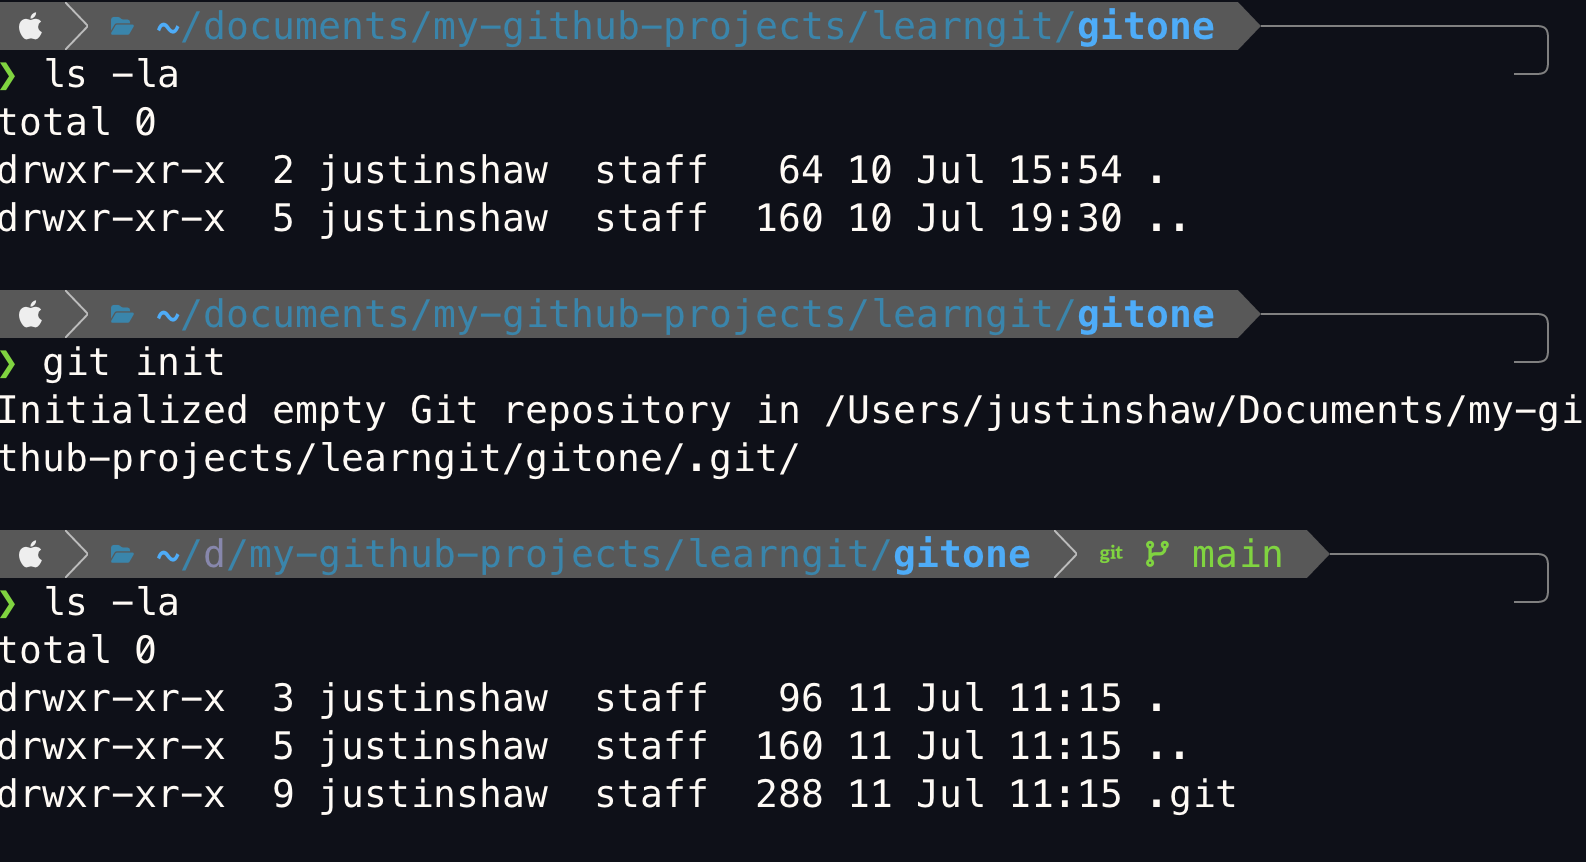 ~/documents/my-github-projects/learngit/gitone
❯ ls -la
total 0
drwxr-xr-x  2 justinshaw  staff   64 10 Jul 15:54 .
drwxr-xr-x  5 justinshaw  staff  160 10 Jul 19:30 ..
~/documents/my-github-projects/learngit/gitone
❯ git init
Initialized empty Git repository in /Users/justinshaw/Documents/my-gi
thub-projects/learngit/gitone/.git/
~/d/my-github-projects/learngit/gitone git main
❯ ls -la
total 0
drwxr-xr-x  3 justinshaw  staff   96 11 Jul 11:15 .
drwxr-xr-x  5 justinshaw  staff  160 11 Jul 11:15 ..
drwxr-xr-x  9 justinshaw  staff  288 11 Jul 11:15 .git